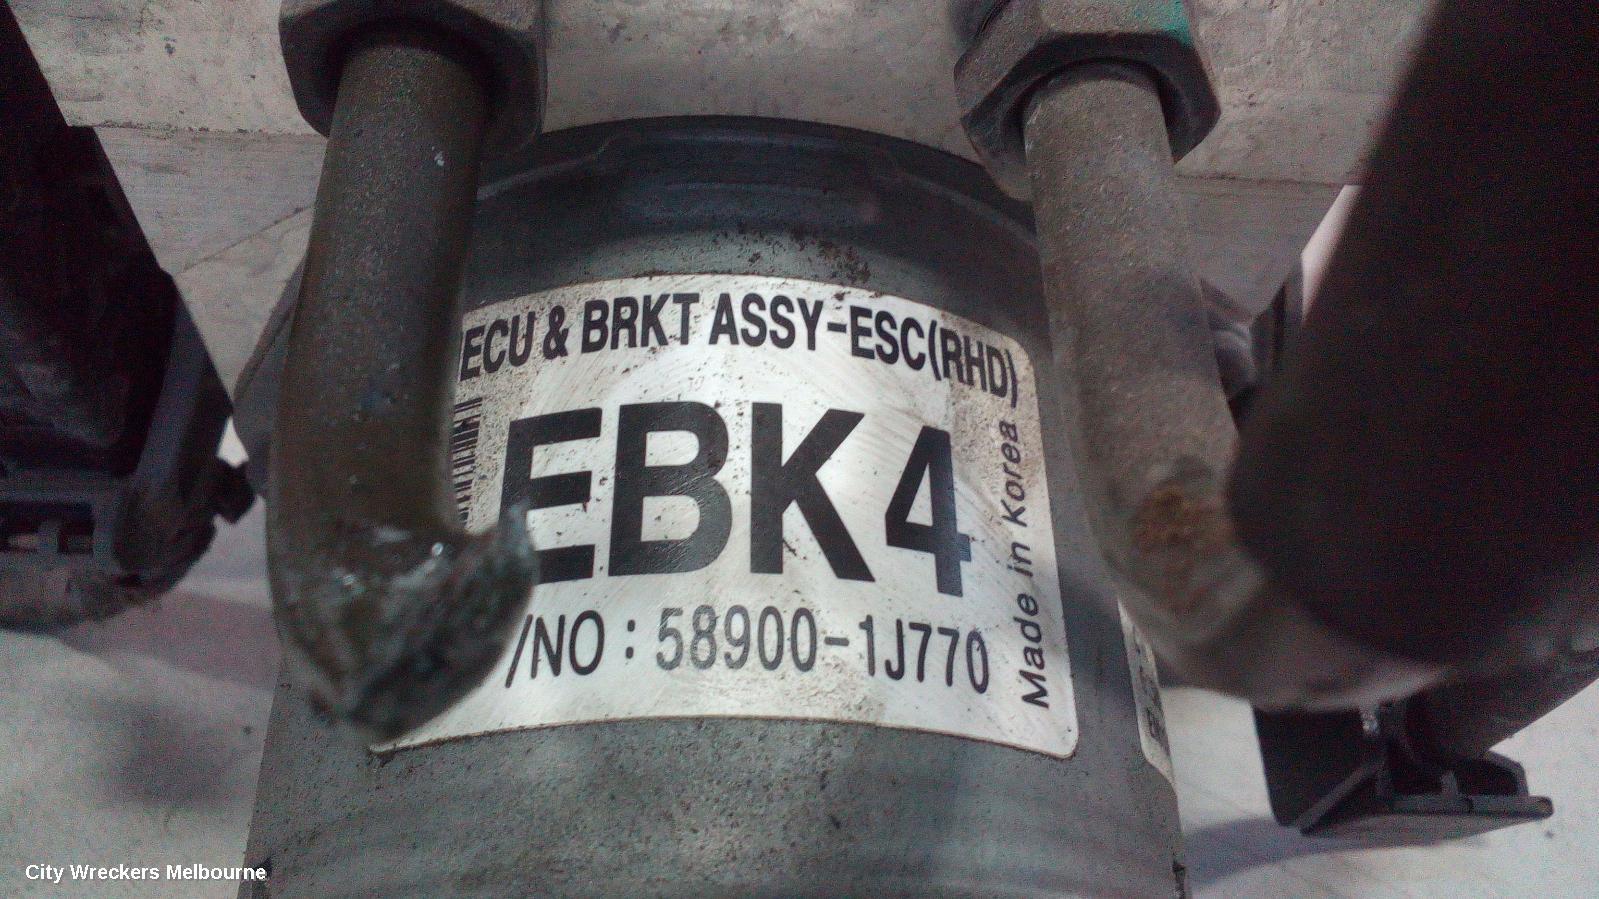 ECU & BRKT ASSY-ESC(RHD)
EBK4
/NO : 58900-1J770
Made in Korea
City Wreckers Melbourne